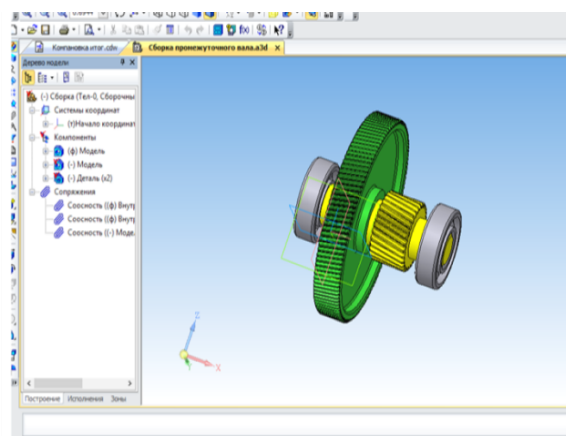 Компановка итог.cdw
Сборка промежуточного вала.a3d
Дерево модели
(-) Сборка (Тел-0, Сборочны
Системы координат
(т)Начало координат
Компоненты
(ф) Модель
(-) Модель
(-) Деталь (x2)
Сопряжения
Соосность ((ф) Внутр
Соосность ((ф) Внутр
Соосность ((-) Моде.
Построение Исполнения Зоны
Z
X